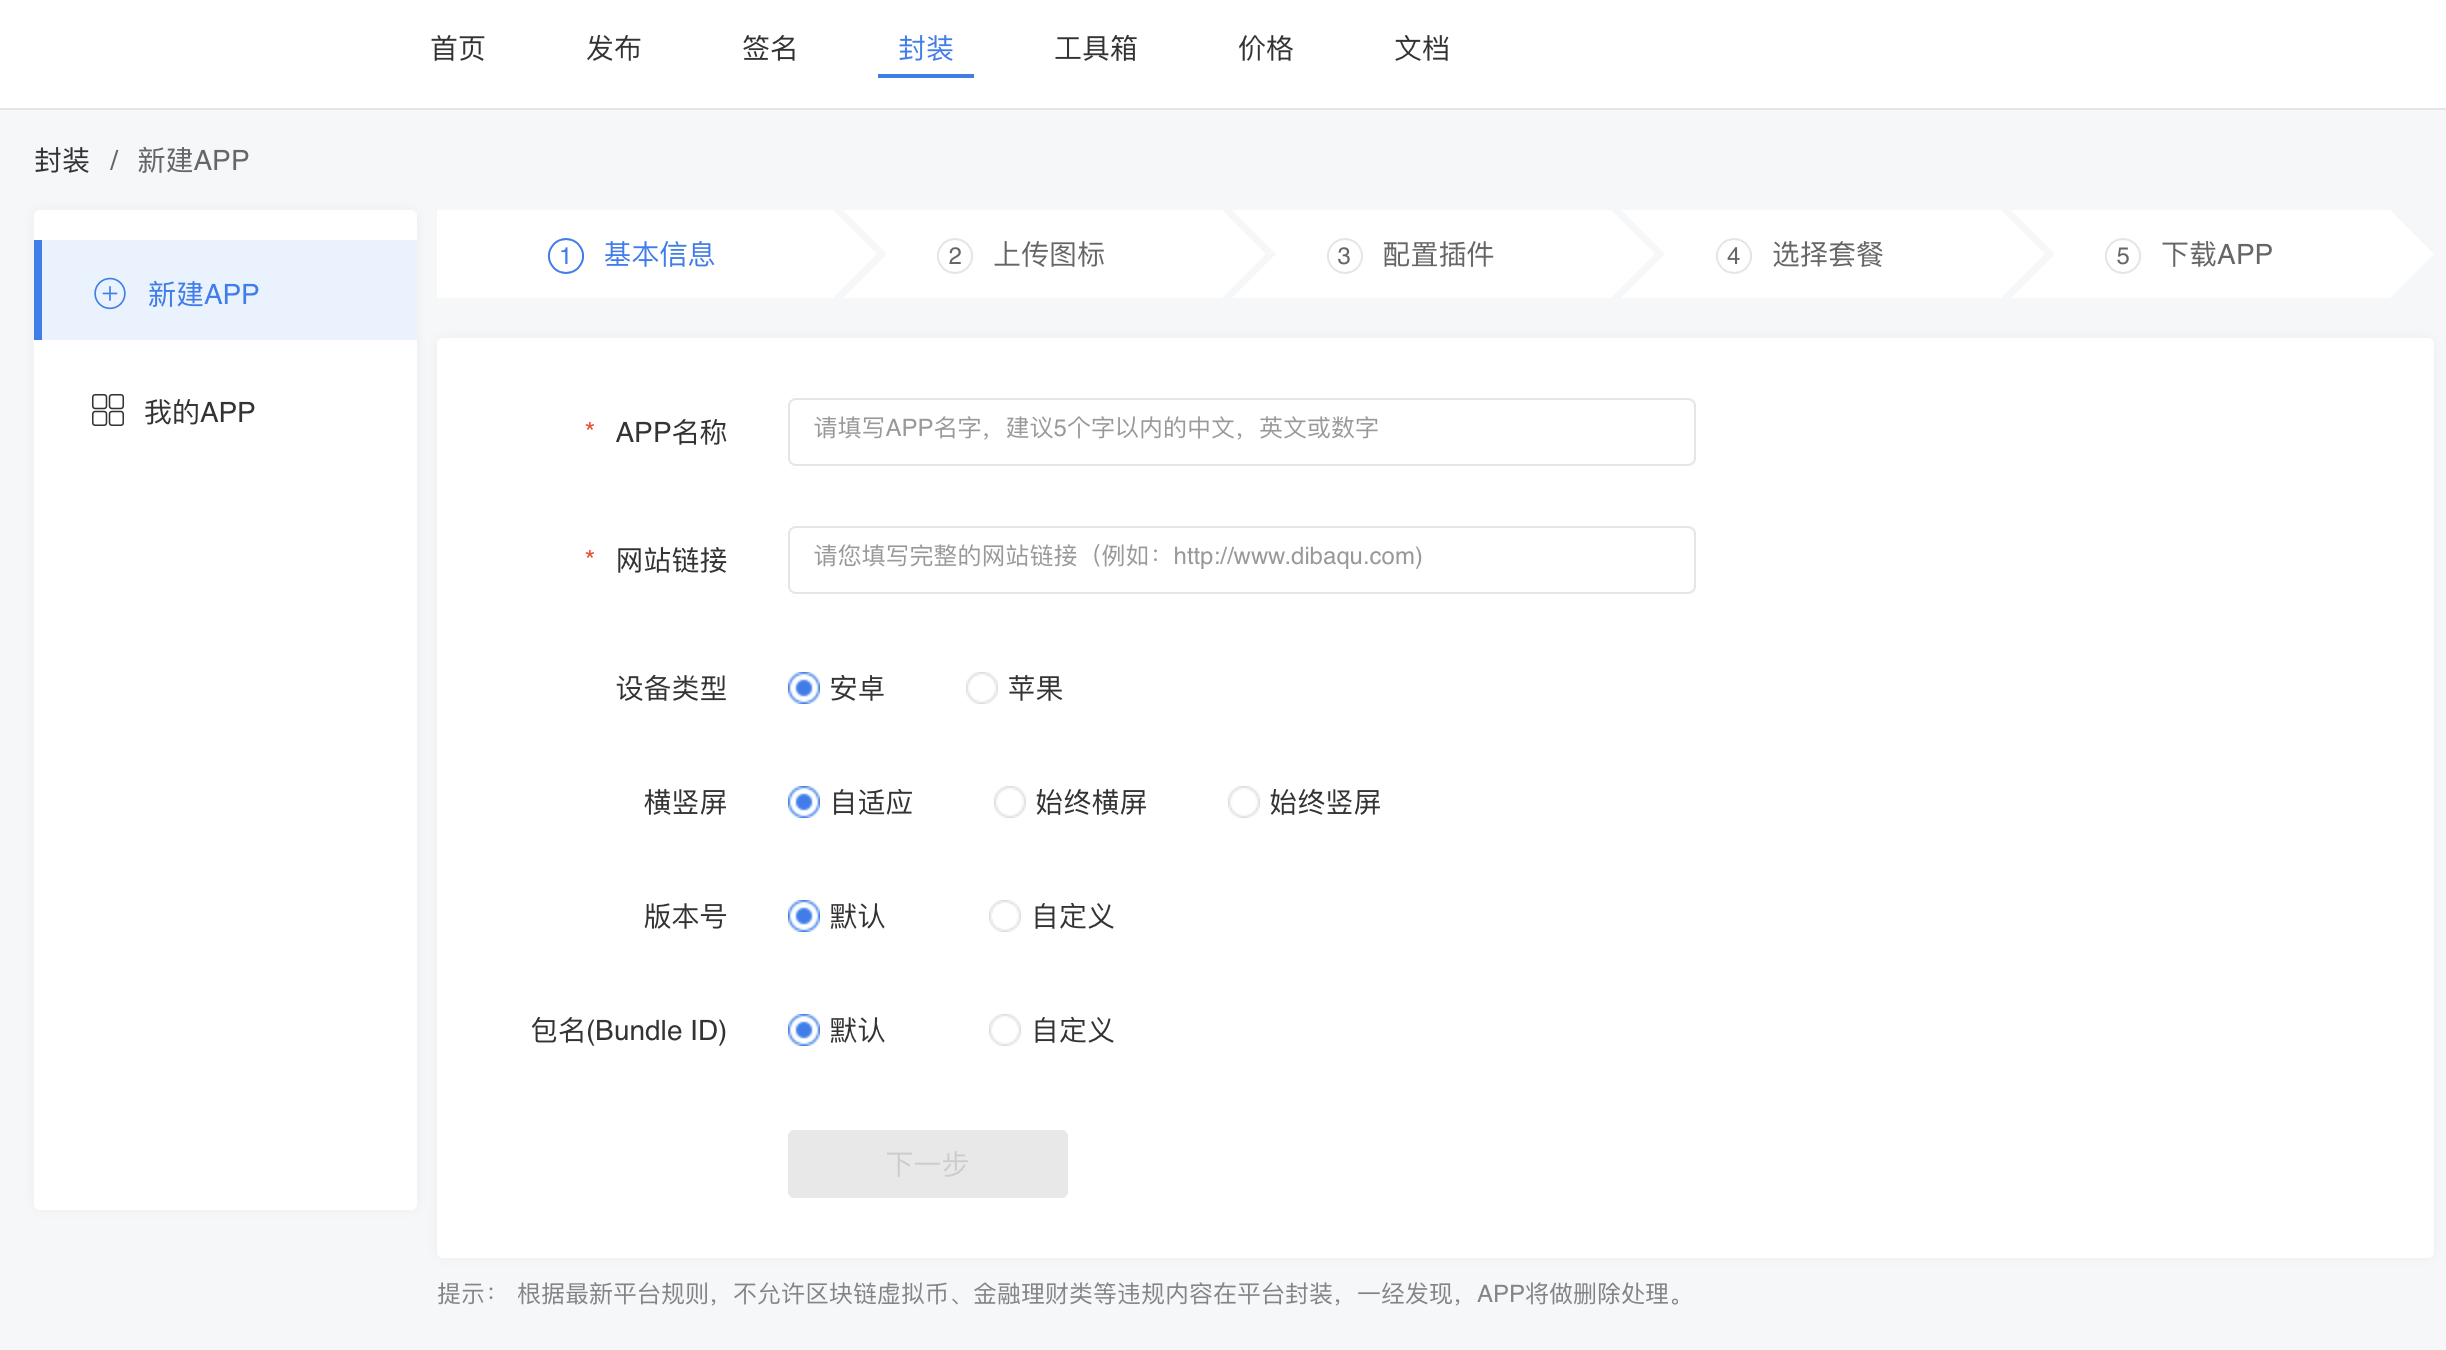 首页 发布 签名 封装 工具箱 价格 文档
封装 / 新建APP
新建APP
我的APP
1 基本信息 2 上传图标 3 配置插件 4 选择套餐 5 下载APP
* APP名称 请填写APP名字，建议5个字以内的中文，英文或数字
* 网站链接 请您填写完整的网站链接（例如：http://www.dibaqu.com)
设备类型 安卓 苹果
横竖屏 自适应 始终横屏 始终竖屏
版本号 默认 自定义
包名(Bundle ID) 默认 自定义
下一步
提示： 根据最新平台规则，不允许区块链虚拟币、金融理财类等违规内容在平台封装，一经发现，APP将做删除处理。